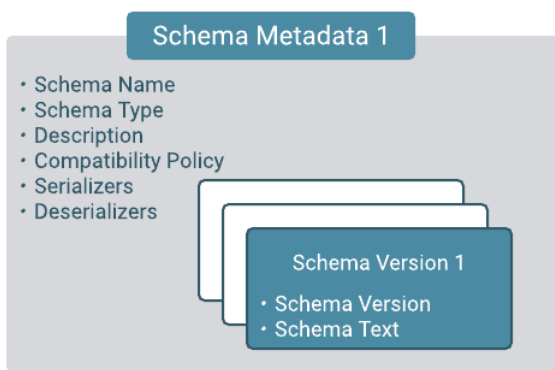 Schema Metadata 1
· Schema Name
· Schema Type
· Description
· Compatibility Policy
· Serializers
· Deserializers
Schema Version 1
· Schema Version
· Schema Text